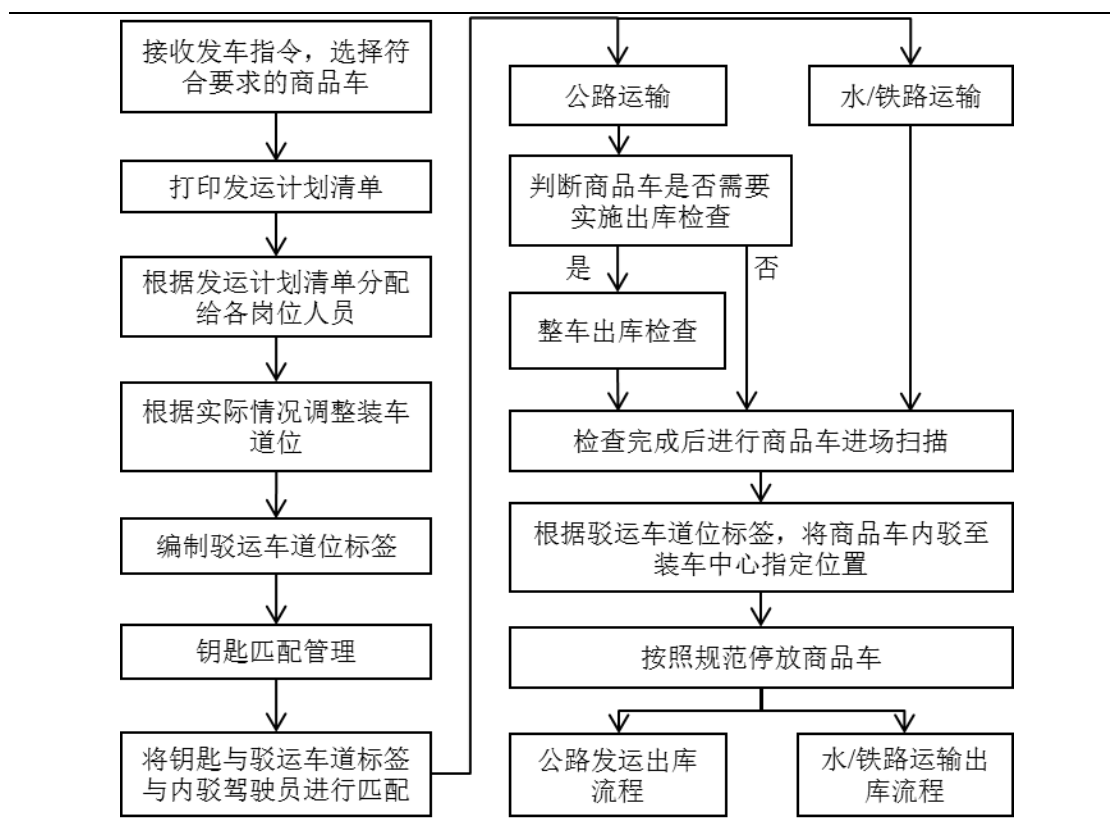 接收发车指令，选择符
合要求的商品车
打印发运计划清单
根据发运计划清单分配
给各岗位人员
根据实际情况调整装车
道位
编制驳运车道位标签
钥匙匹配管理
将钥匙与驳运车道标签
与内驳驾驶员进行匹配
公路运输
水/铁路运输
判断商品车是否需要
实施出库检查
是
否
整车出库检查
检查完成后进行商品车进场扫描
根据驳运车道位标签，将商品车内驳至
装车中心指定位置
按照规范停放商品车
公路发运出库
流程
水/铁路运输出
库流程